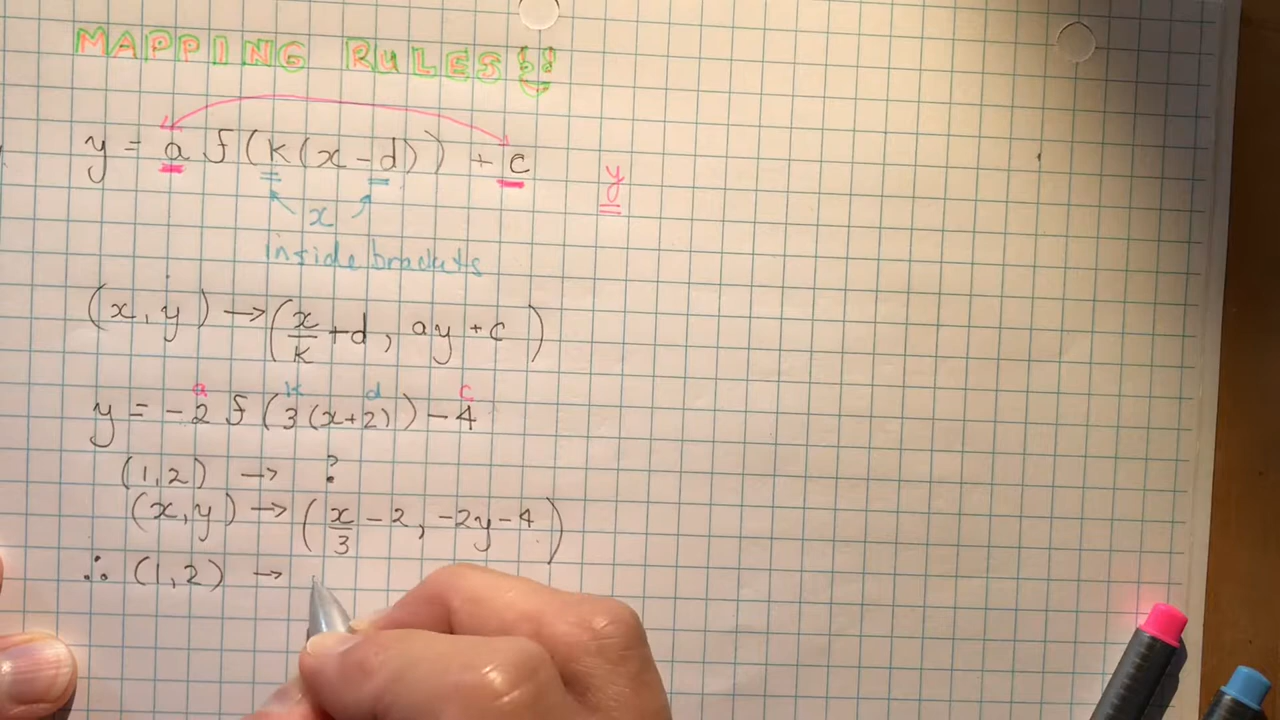 MAPPING RULES!!
y = a f(k(x-d)) + c
y
x
inside brackets
(x, y) → (x/k + d, ay + c)
a k d c
y = -2 f(3(x+2)) - 4
(1,2) → ?
(x,y) → (x/3 - 2, -2y - 4)
∴ (1,2) →